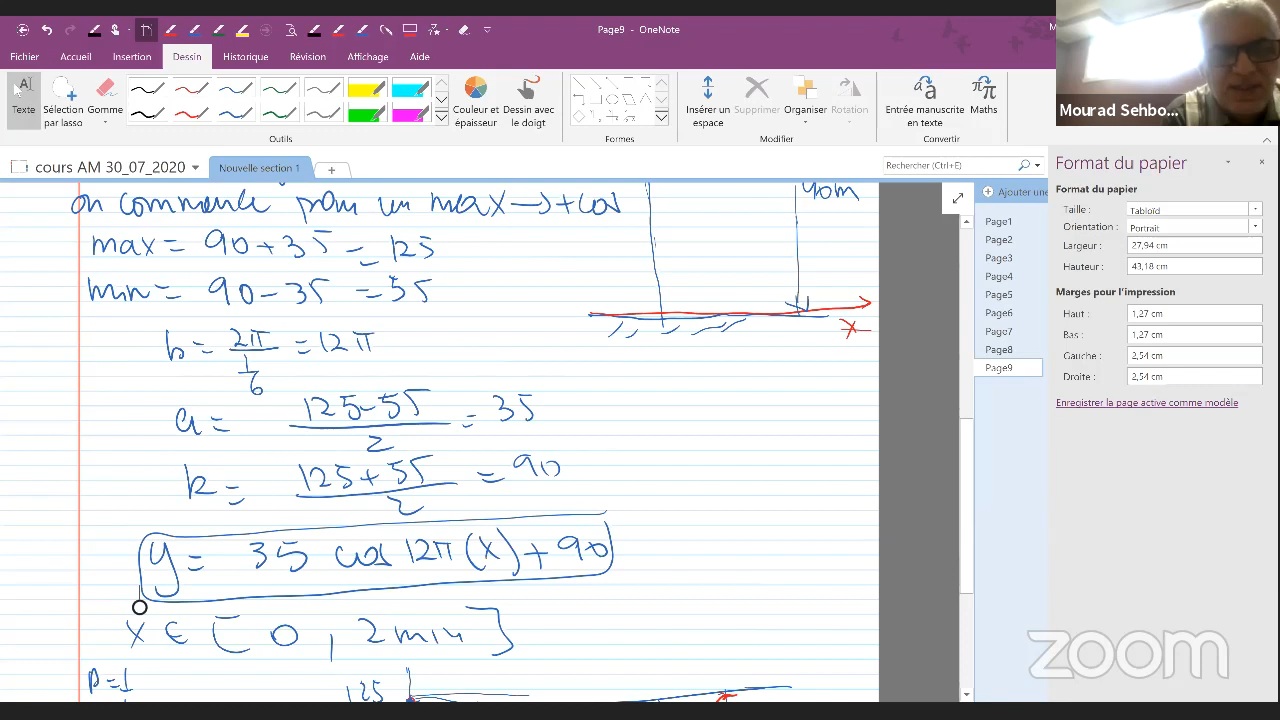 Page9 - OneNote
Fichier Accueil Insertion Dessin Historique Révision Affichage Aide
Texte
Sélection par lasso
Gomme
Couleur et épaisseur
Dessin avec le doigt
Insérer un espace
Supprimer
Organiser
Rotation
Entrée manuscrite en texte
Maths
Outils
Formes
Modifier
Convertir
Mourad Sehbo...
cours AM 30_07_2020
Nouvelle section 1
Rechercher (Ctrl+E)
Ajouter une
Page1
Page2
Page3
Page4
Page5
Page6
Page7
Page8
Page9
Format du papier
Format du papier
Taille : Tabloïd
Orientation : Portrait
Largeur : 27,94 cm
Hauteur : 43,18 cm
Marges pour l'impression
Haut : 1,27 cm
Bas : 1,27 cm
Gauche : 2,54 cm
Droite : 2,54 cm
Enregistrer la page active comme modèle
on commence par un max → + cos
90m
max = 90 + 35 = 125
min = 90 - 35 = 55
x
b = 2π / 1/6 = 12π
a = 125 - 55 / 2 = 35
k = 125 + 55 / 2 = 90
y = 35 cos 12π (x) + 90
x ∈ [ 0 , 2 min ]
p = 1
125
zoom